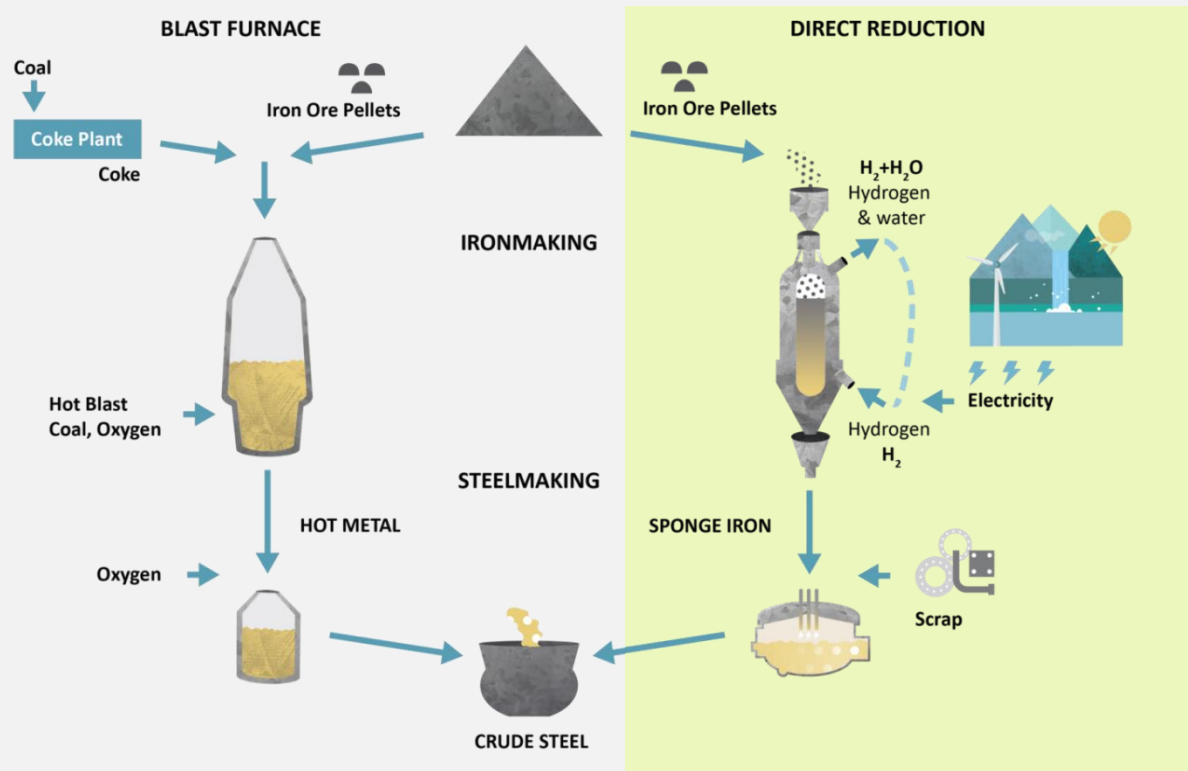 BLAST FURNACE
Coal
Coke Plant
Coke
Iron Ore Pellets
IRONMAKING
Hot Blast
Coal, Oxygen
STEELMAKING
HOT METAL
Oxygen
CRUDE STEEL
DIRECT REDUCTION
Iron Ore Pellets
H₂+H₂O
Hydrogen
& water
Electricity
Hydrogen
H₂
SPONGE IRON
Scrap